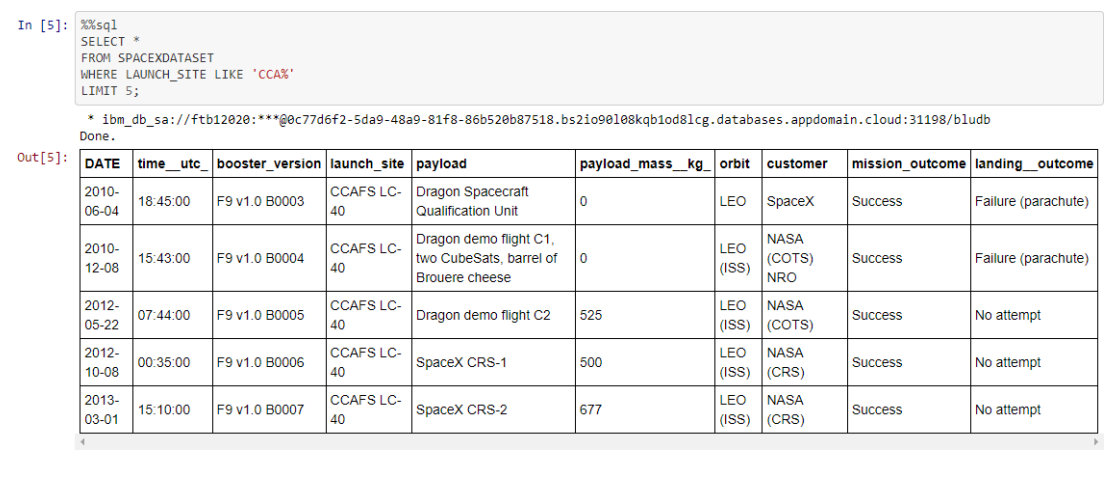 In [5]: %%sql
SELECT *
FROM SPACEXDATASET
WHERE LAUNCH_SITE LIKE 'CCA%'
LIMIT 5;
* ibm_db_sa://ftb12020:***@0c77d6f2-5da9-48a9-81f8-86b520b87518.bs2io90l08kqb1od8lcg.databases.appdomain.cloud:31198/bludb
Done.
Out[5]:
DATE time__utc_ booster_version launch_site payload payload_mass__kg_ orbit customer mission_outcome landing__outcome
2010-06-04 18:45:00 F9 v1.0 B0003 CCAFS LC-40 Dragon Spacecraft Qualification Unit 0 LEO SpaceX Success Failure (parachute)
2010-12-08 15:43:00 F9 v1.0 B0004 CCAFS LC-40 Dragon demo flight C1, two CubeSats, barrel of Brouere cheese 0 LEO (ISS) NASA (COTS) NRO Success Failure (parachute)
2012-05-22 07:44:00 F9 v1.0 B0005 CCAFS LC-40 Dragon demo flight C2 525 LEO (ISS) NASA (COTS) Success No attempt
2012-10-08 00:35:00 F9 v1.0 B0006 CCAFS LC-40 SpaceX CRS-1 500 LEO (ISS) NASA (CRS) Success No attempt
2013-03-01 15:10:00 F9 v1.0 B0007 CCAFS LC-40 SpaceX CRS-2 677 LEO (ISS) NASA (CRS) Success No attempt